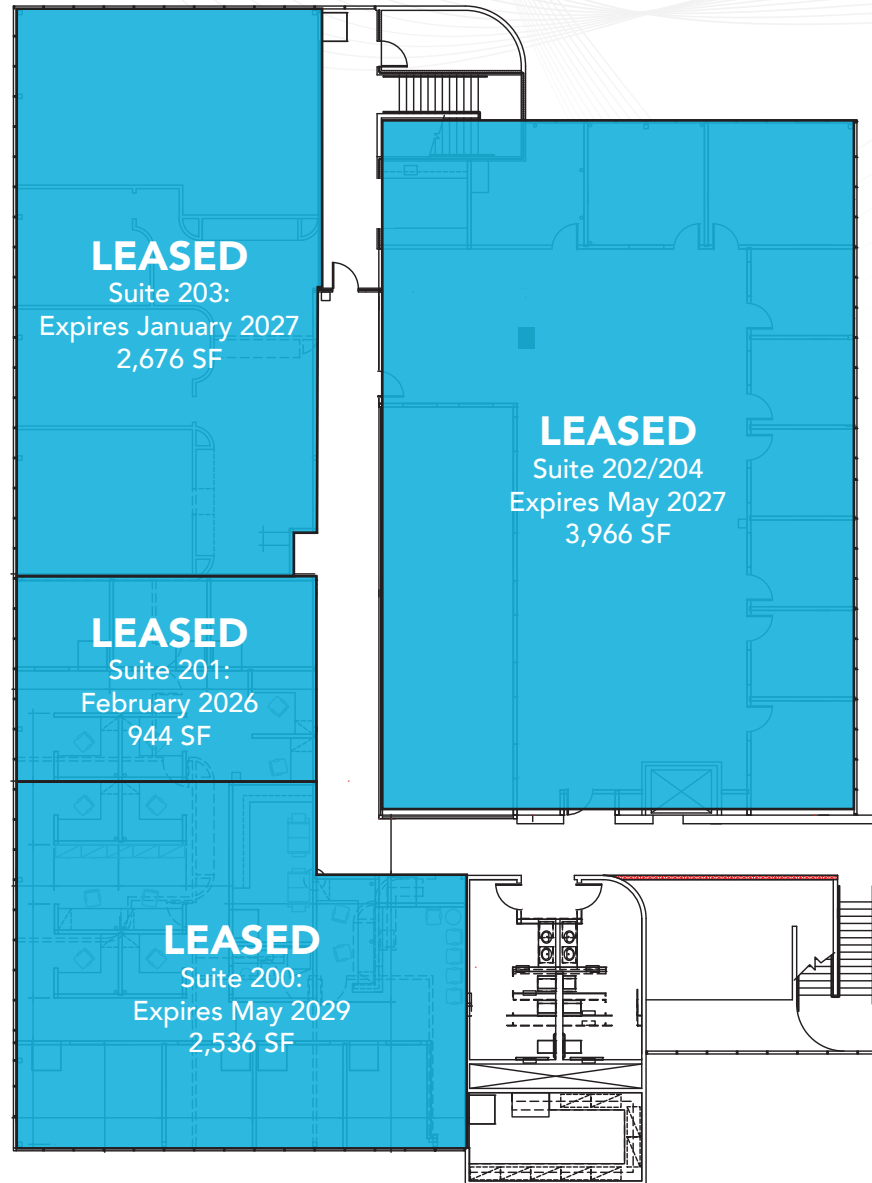 LEASED
Suite 203:
Expires January 2027
2,676 SF
LEASED
Suite 202/204
Expires May 2027
3,966 SF
LEASED
Suite 201:
February 2026
944 SF
LEASED
Suite 200:
Expires May 2029
2,536 SF